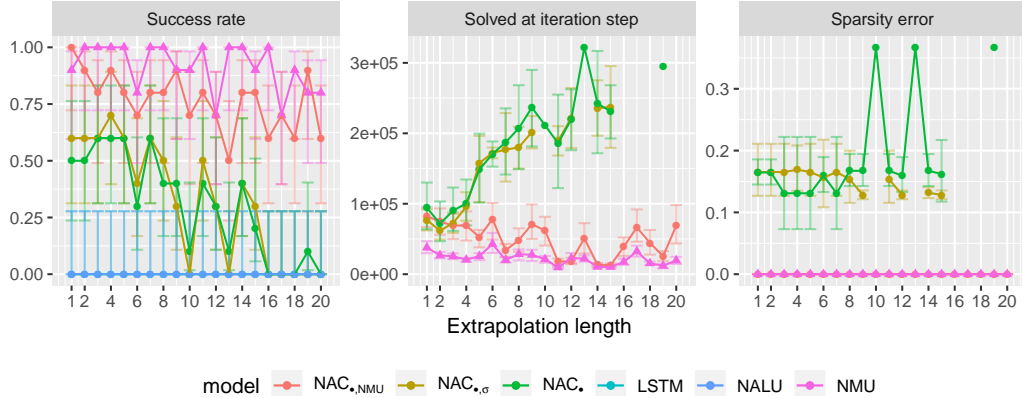 Success rate
Solved at iteration step
Sparsity error
1.00
0.75
0.50
0.25
0.00
1 2 4 6 8 10 12 14 16 18 20
3e+05
2e+05
1e+05
0e+00
1 2 4 6 8 10 12 14 16 18 20
0.3
0.2
0.1
0.0
1 2 4 6 8 10 12 14 16 18 20
Extrapolation length
model NAC•,NMU NAC•,σ NAC• LSTM NALU NMU